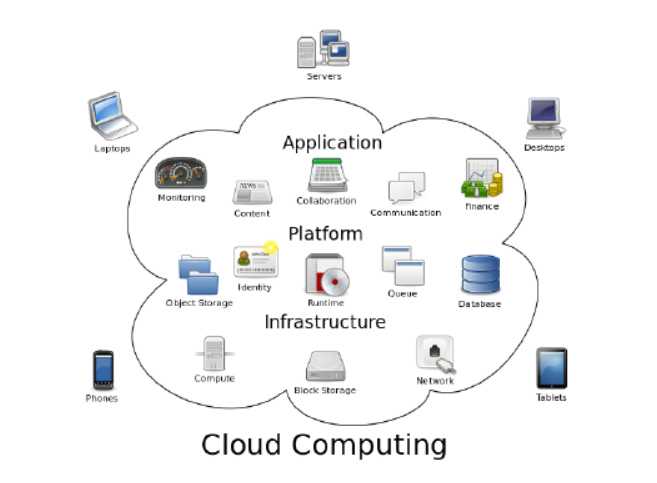 Servers
Laptops
Desktops
Application
Monitoring
Content
Collaboration
Communication
Finance
Platform
Object Storage
Identity
Runtime
Queue
Database
Infrastructure
Compute
Block Storage
Network
Phones
Tablets
Cloud Computing